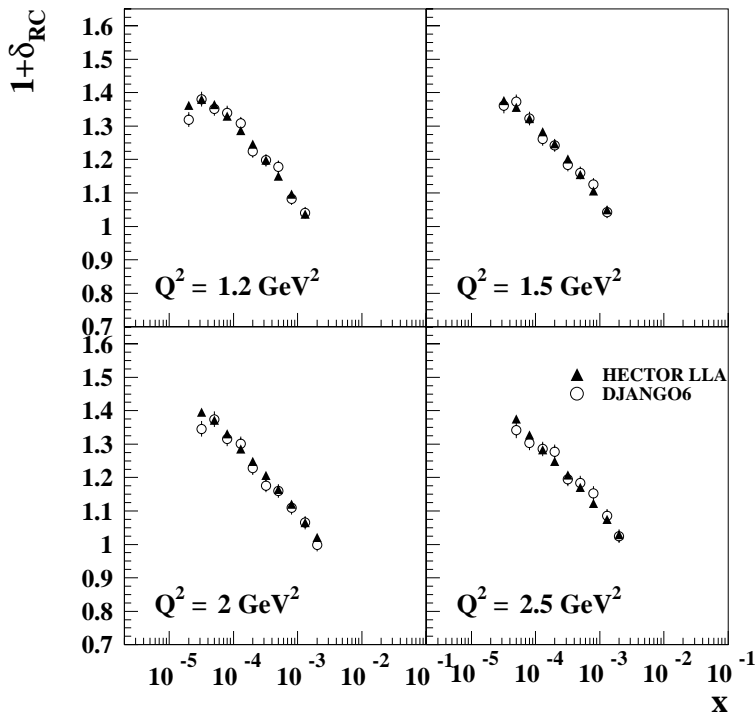 1+δRC
1.6
1.5
1.4
1.3
1.2
1.1
1
0.9
0.8
0.7
Q² = 1.2 GeV²
Q² = 1.5 GeV²
1.6
1.5
1.4
1.3
1.2
1.1
1
0.9
0.8
0.7
HECTOR LLA
DJANGO6
Q² = 2 GeV²
Q² = 2.5 GeV²
10⁻⁵ 10⁻⁴ 10⁻³ 10⁻² 10⁻¹ 10⁻⁵ 10⁻⁴ 10⁻³ 10⁻² 10⁻¹
x